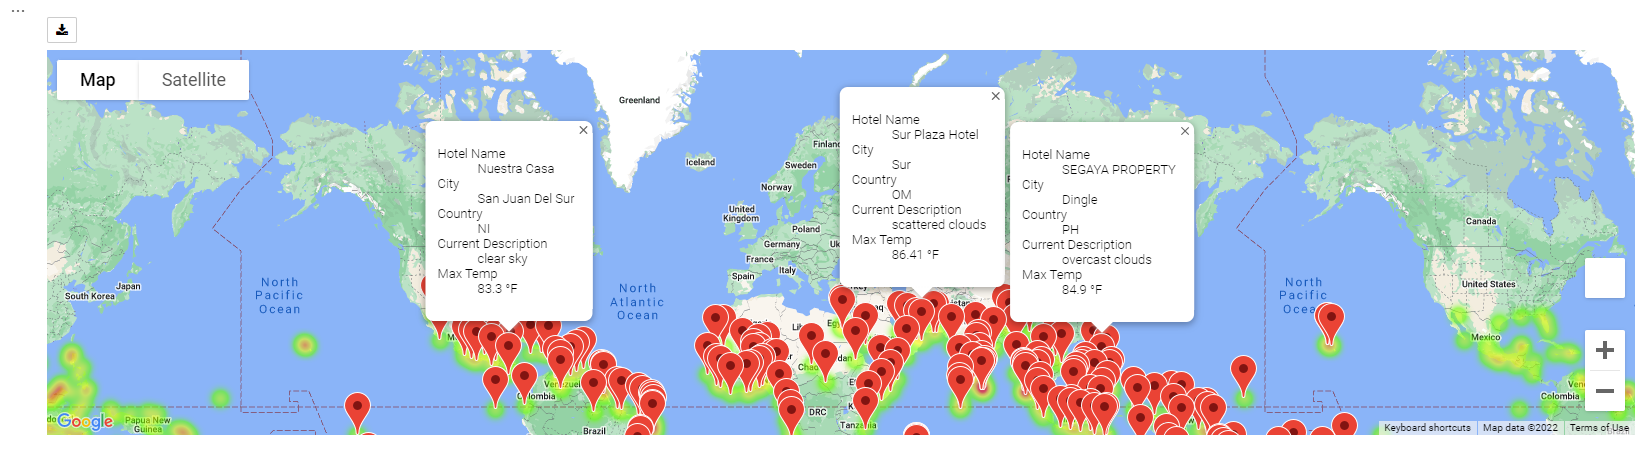 ...
Map
Satellite
Greenland
Iceland
Finland
Sweden
Norway
United
Kingdom
Poland
Germany
Uk
France
Italy
Spain
Canada
United States
Mexico
South Korea
Japan
North
Pacific
Ocean
North
Atlantic
Ocean
North
Pacific
Ocea
Hotel Name
Nuestra Casa
City
San Juan Del Sur
Country
NI
Current Description
clear sky
Max Temp
83.3 °F
Hotel Name
Sur Plaza Hotel
City
Sur
Country
OM
Current Description
scattered clouds
Max Temp
86.41 °F
Hotel Name
SEGAYA PROPERTY
City
Dingle
Country
PH
Current Description
overcast clouds
Max Temp
84.9 °F
Venezuela
Colombia
Brazil
Chad
DRC
Tanzania
Papua New
Guinea
Colombia
Google
Keyboard shortcuts
Map data ©2022
Terms of Use